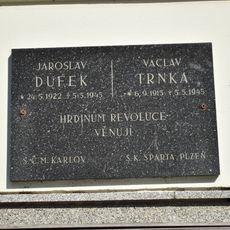 JAROSLAV VÁCLAV
DUFEK TRNKA
*24.5.1922 †5.5.1945 *6.9.1915 †5.5.1945
HRDINŮM REVOLUCE
VĚNUJÍ
S.Č.M. KARLOV S.K. SPARTA, PLZEŇ